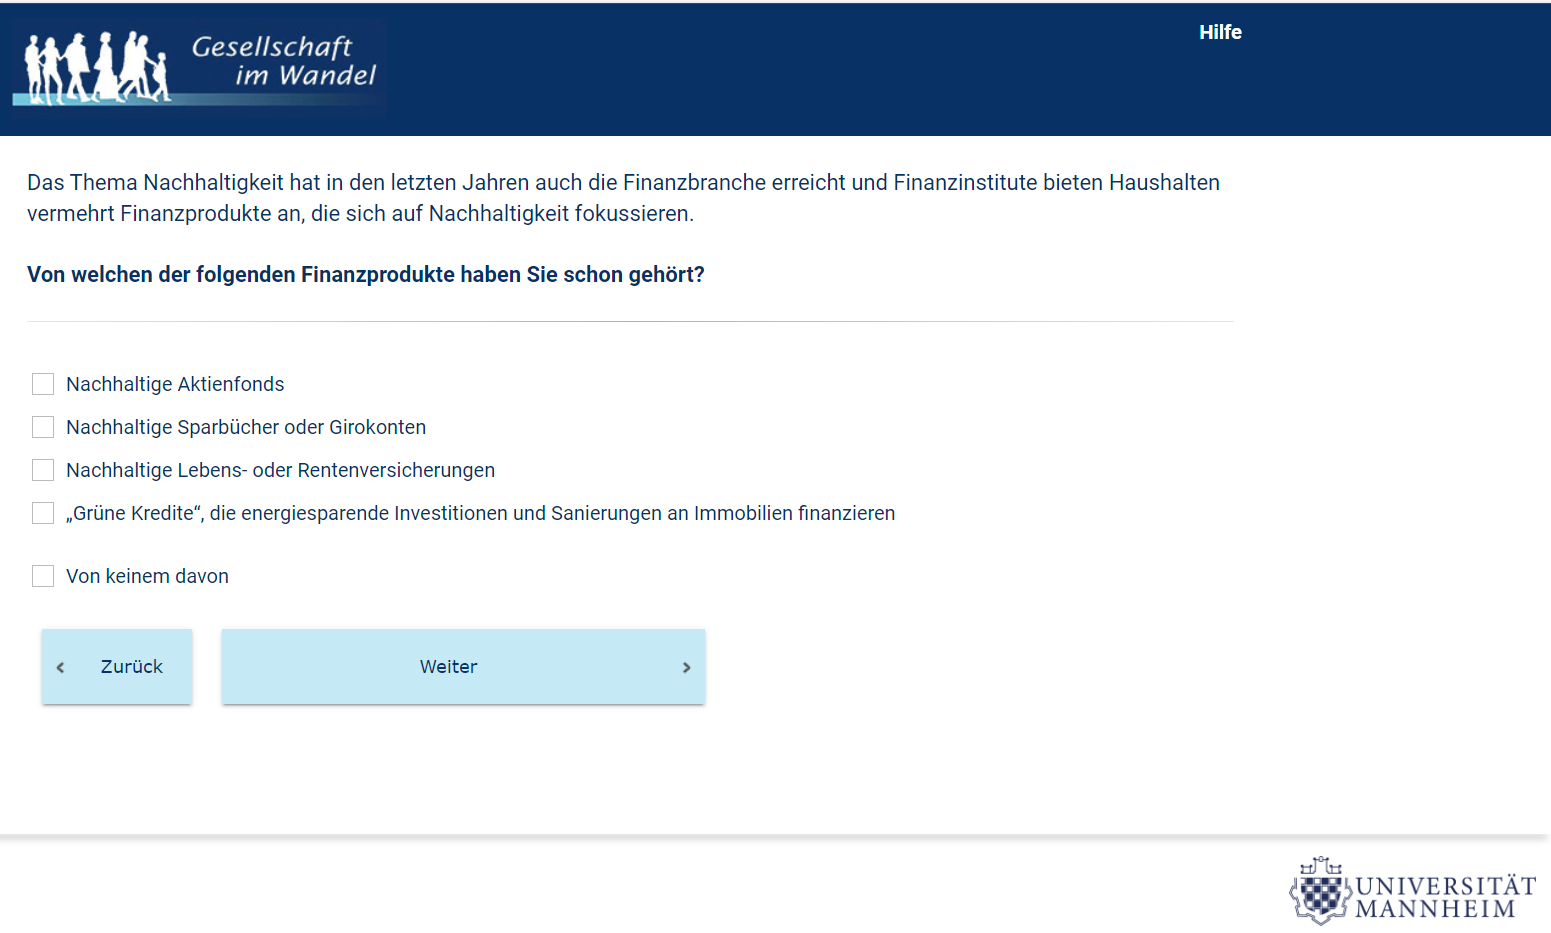 Gesellschaft
im Wandel
Hilfe
Das Thema Nachhaltigkeit hat in den letzten Jahren auch die Finanzbranche erreicht und Finanzinstitute bieten Haushalten
vermehrt Finanzprodukte an, die sich auf Nachhaltigkeit fokussieren.
Von welchen der folgenden Finanzprodukte haben Sie schon gehört?
Nachhaltige Aktienfonds
Nachhaltige Sparbücher oder Girokonten
Nachhaltige Lebens- oder Rentenversicherungen
„Grüne Kredite“, die energiesparende Investitionen und Sanierungen an Immobilien finanzieren
Von keinem davon
Zurück
Weiter
UNIVERSITÄT
MANNHEIM